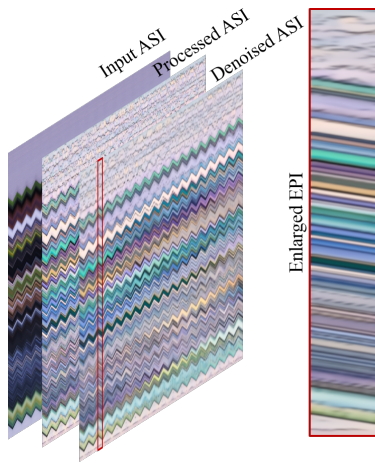 Input ASI
Processed ASI
Denoised ASI
Enlarged EPI